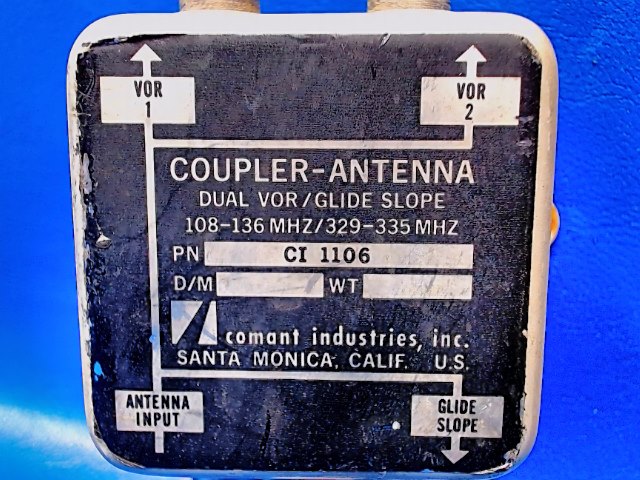 VOR
1
VOR
2
COUPLER-ANTENNA
DUAL VOR/GLIDE SLOPE
108-136 MHZ/329-335 MHZ
PN CI 1106
D/M WT
comant industries, inc.
SANTA MONICA, CALIF. U.S.
ANTENNA
INPUT
GLIDE
SLOPE